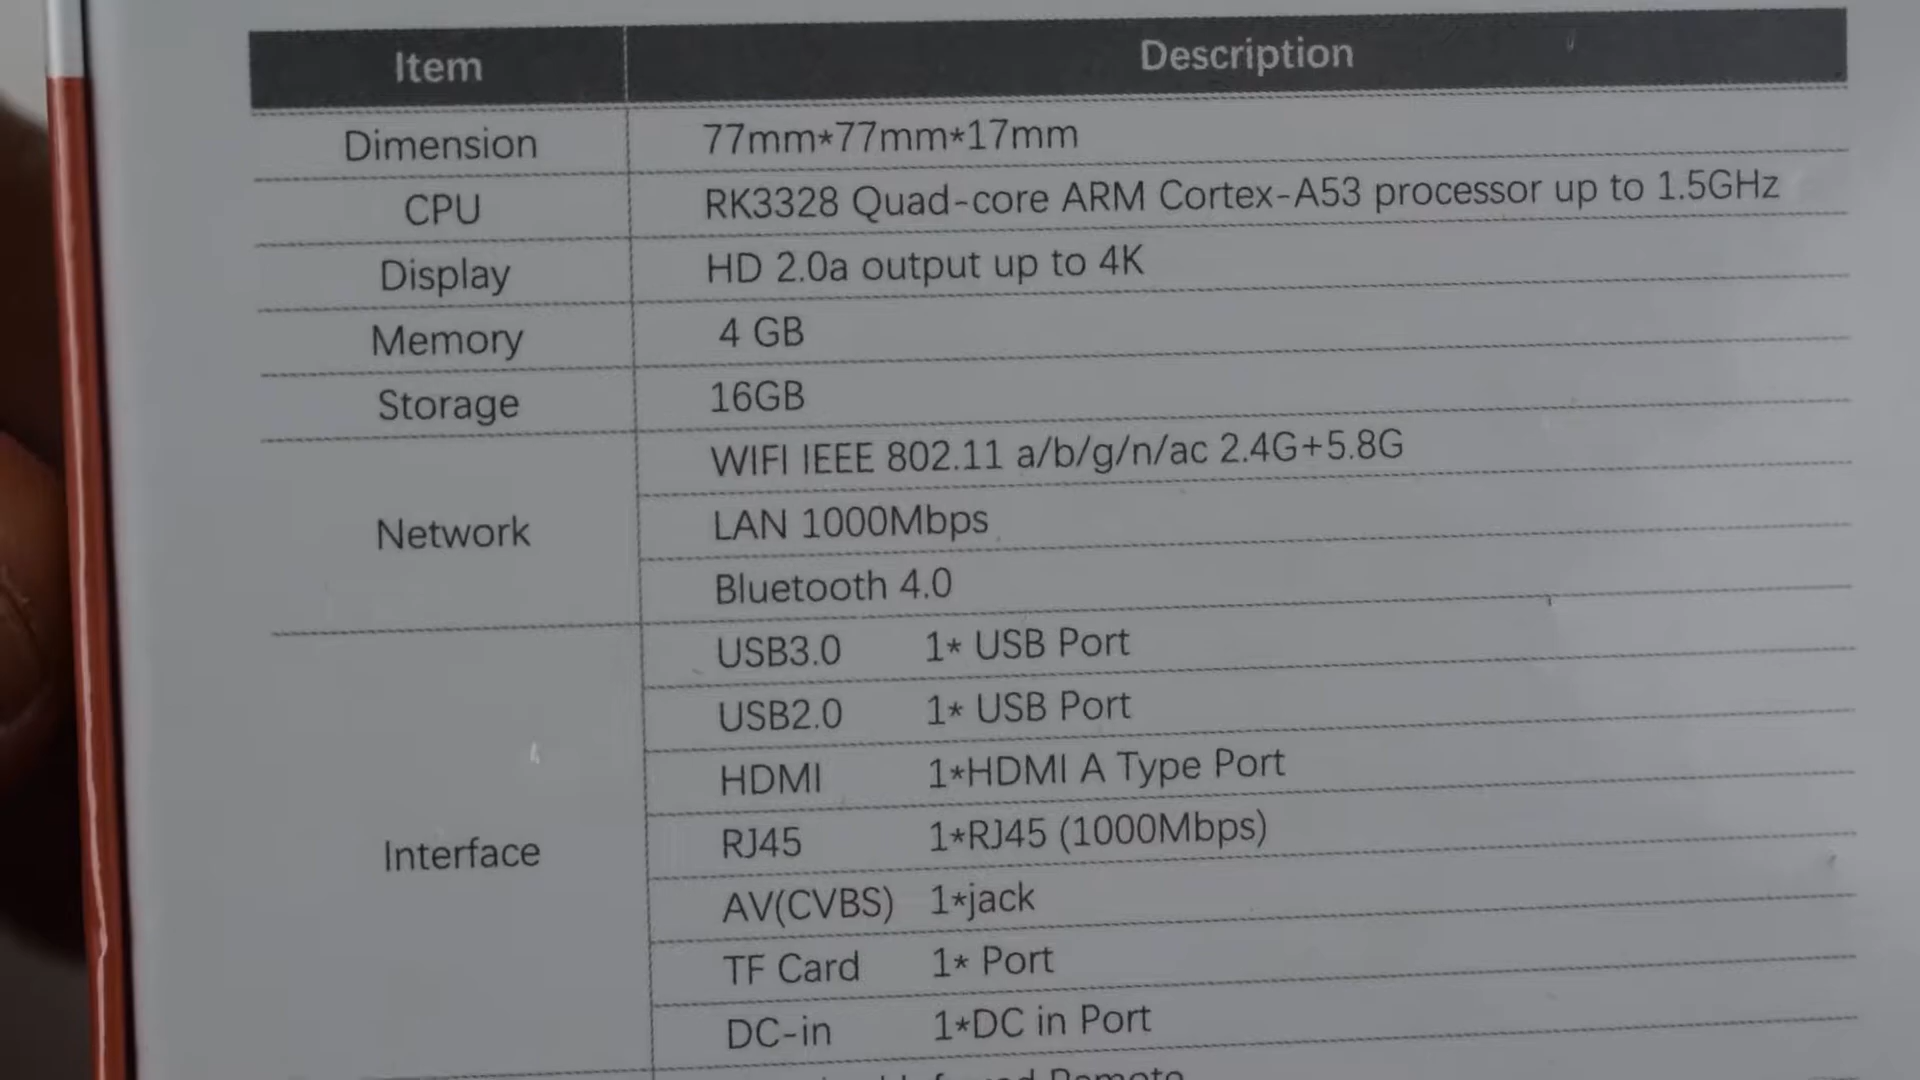 Item Description
Dimension 77mm*77mm*17mm
CPU RK3328 Quad-core ARM Cortex-A53 processor up to 1.5GHz
Display HD 2.0a output up to 4K
Memory 4 GB
Storage 16GB
WIFI IEEE 802.11 a/b/g/n/ac 2.4G+5.8G
Network LAN 1000Mbps
Bluetooth 4.0
USB3.0 1* USB Port
USB2.0 1* USB Port
HDMI 1*HDMI A Type Port
RJ45 1*RJ45 (1000Mbps)
Interface AV(CVBS) 1*jack
TF Card 1* Port
DC-in 1*DC in Port
Remote